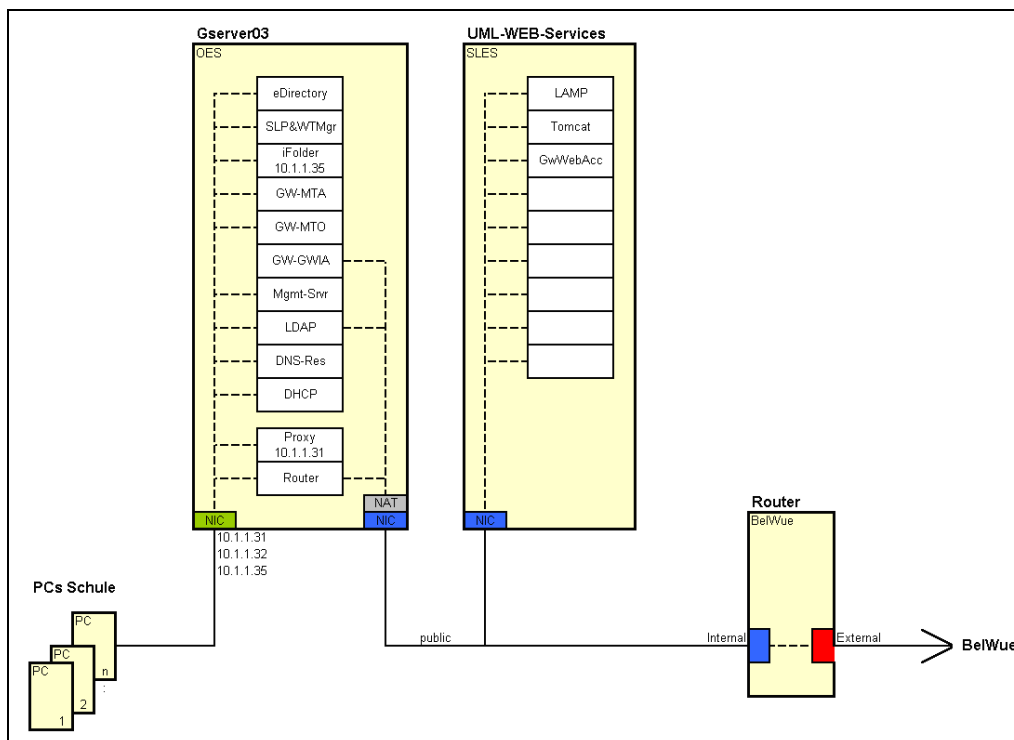 Gserver03
OES
eDirectory
SLP&WTMgr
iFolder
10.1.1.35
GW-MTA
GW-MTO
GW-GWIA
Mgmt-Srvr
LDAP
DNS-Res
DHCP
Proxy
10.1.1.31
Router
NAT
NIC
NIC
10.1.1.31
10.1.1.32
10.1.1.35
UML-WEB-Services
SLES
LAMP
Tomcat
GwWebAcc
NIC
Router
BelWue
Internal
External
BelWue
public
PCs Schule
PC
n
:
PC
2
PC
1